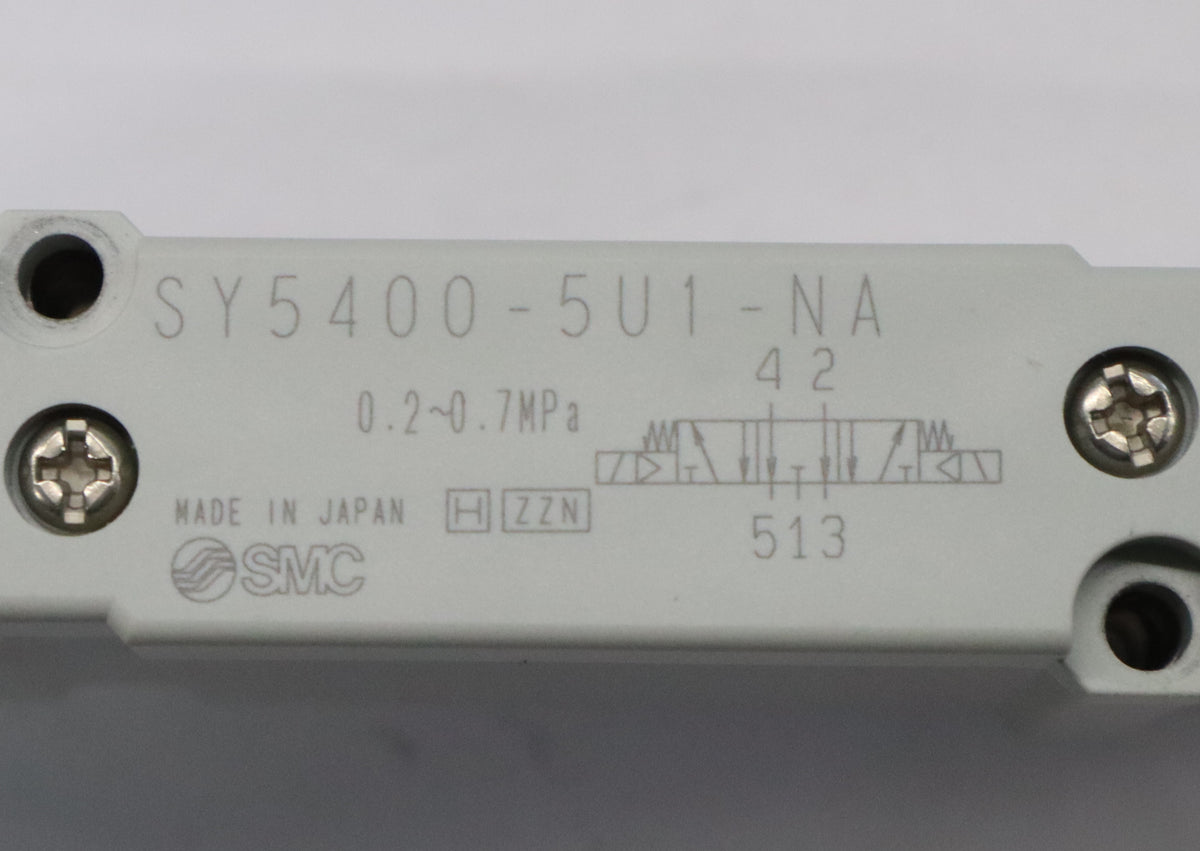 SY5400-5U1-NA
4 2
0.2~0.7MPa
MADE IN JAPAN H ZZN
513
SMC